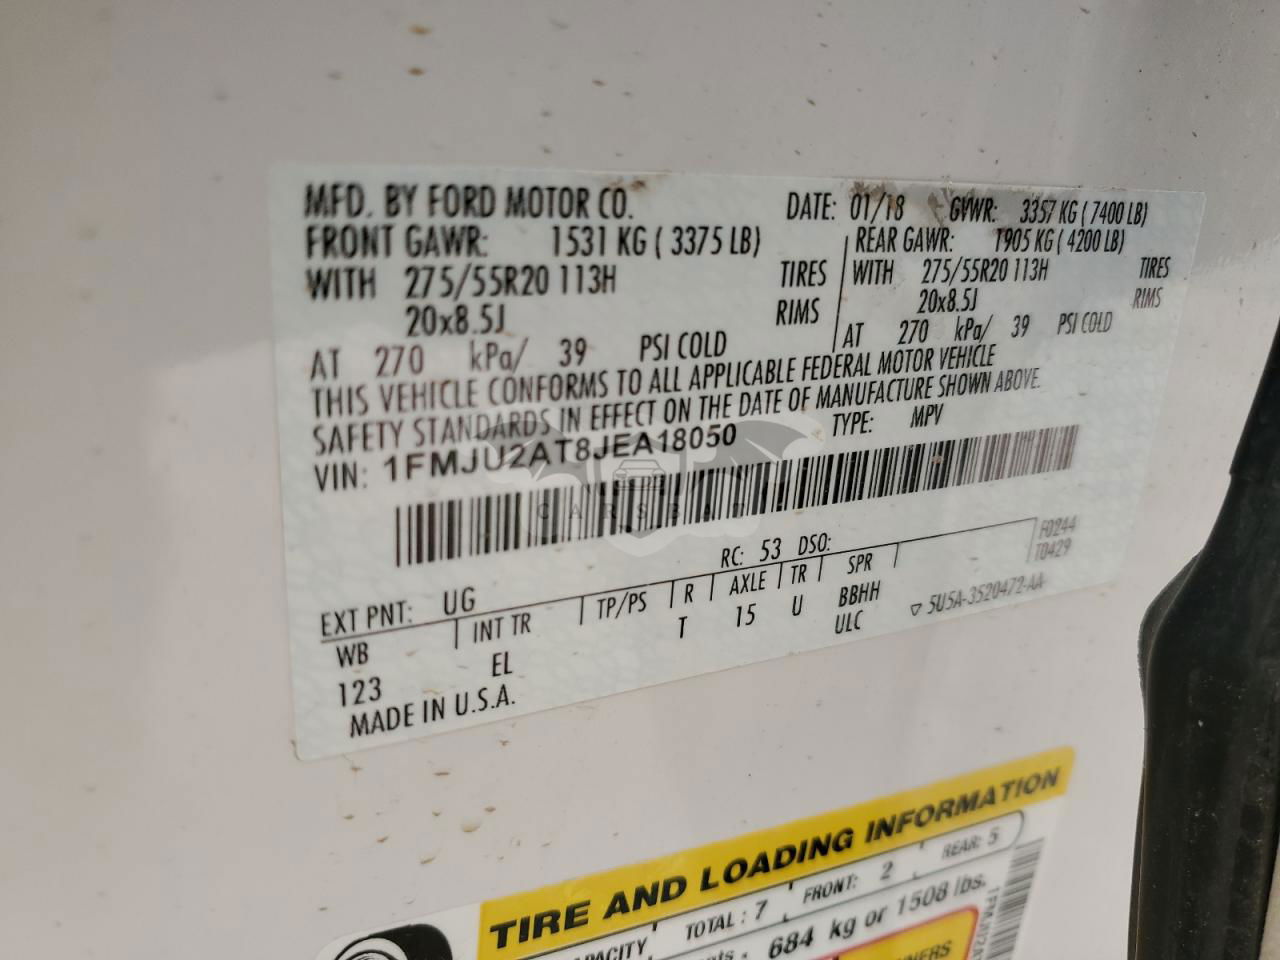 MFD. BY FORD MOTOR CO. DATE: 01/18 GVWR: 3357 KG ( 7400 LB)
FRONT GAWR: 1531 KG ( 3375 LB) REAR GAWR: 1905 KG ( 4200 LB)
WITH 275/55R20 113H TIRES WITH 275/55R20 113H TIRES
20x8.5J RIMS 20x8.5J RIMS
AT 270 kPa/ 39 PSI COLD AT 270 kPa/ 39 PSI COLD
THIS VEHICLE CONFORMS TO ALL APPLICABLE FEDERAL MOTOR VEHICLE
SAFETY STANDARDS IN EFFECT ON THE DATE OF MANUFACTURE SHOWN ABOVE.
VIN: 1FMJU2AT8JEA18050 TYPE: MPV
CARSBAT
F0244
T0429
EXT PNT: UG RC: 53 DSO:
WB INT TR TP/PS R AXLE TR SPR
123 EL T 15 U BBHH
ULC
▽ 5U5A-3520472-AA
MADE IN U.S.A.
TIRE AND LOADING INFORMATION
TOTAL : 7 FRONT: 2 REAR: 5
684 kg or 1508 lbs.